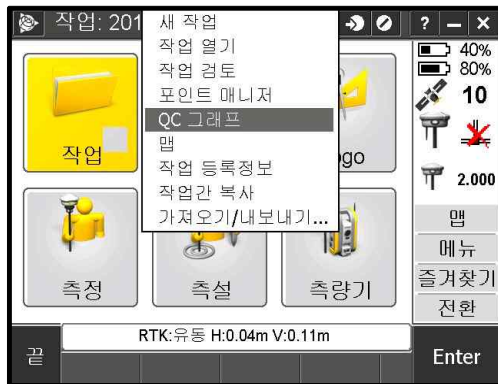 작업: 201
? – X
새 작업
작업 열기
작업 검토
포인트 매니저
QC 그래프
맵
작업 등록정보
작업간 복사
가져오기/내보내기...
40%
80%
10
2.000
작업
ogo
측정
측설
측량기
맵
메뉴
즐겨찾기
전환
RTK:유동 H:0.04m V:0.11m
끝
Enter